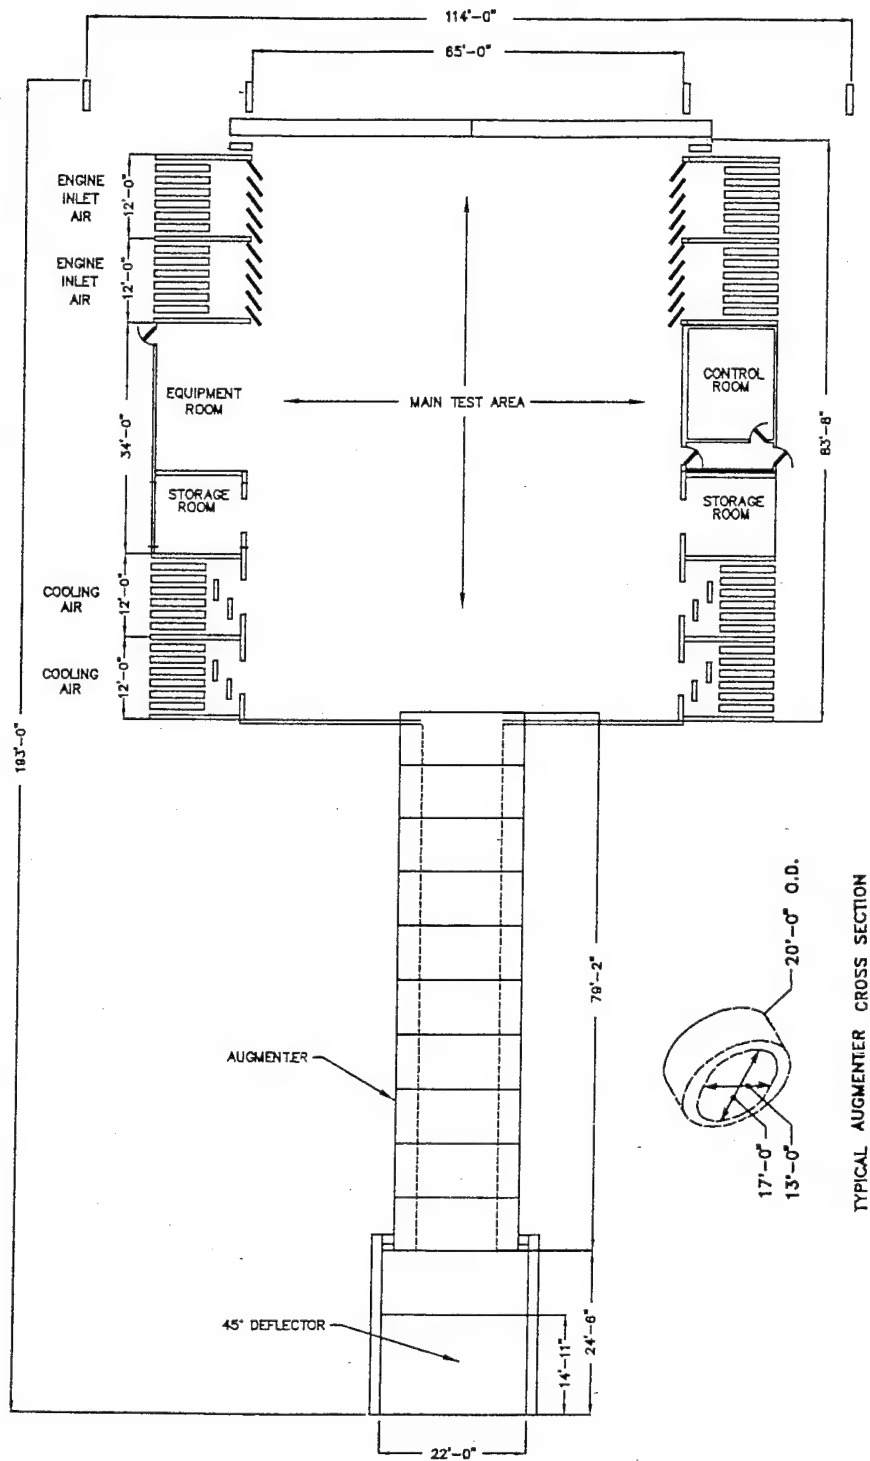 114'-0"
65'-0"
ENGINE
INLET
AIR
12'-0"
ENGINE
INLET
AIR
12'-0"
EQUIPMENT
ROOM
CONTROL
ROOM
MAIN TEST AREA
34'-0"
83'-8"
STORAGE
ROOM
STORAGE
ROOM
COOLING
AIR
12'-0"
COOLING
AIR
12'-0"
193'-0"
79'-2"
AUGMENTER
20'-0" O.D.
17'-0"
13'-0"
TYPICAL AUGMENTER CROSS SECTION
45° DEFLECTOR
14'-11"
24'-6"
22'-0"